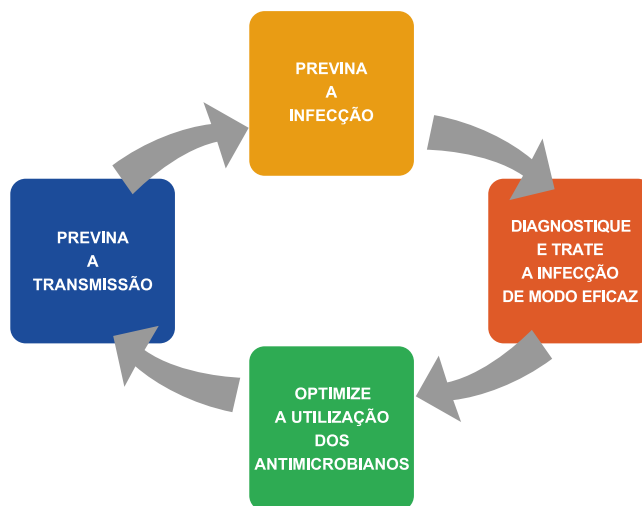 PREVINA
A
INFECÇÃO
DIAGNOSTIQUE
E TRATE
A INFECÇÃO
DE MODO EFICAZ
OPTIMIZE
A UTILIZAÇÃO
DOS
ANTIMICROBIANOS
PREVINA
A
TRANSMISSÃO